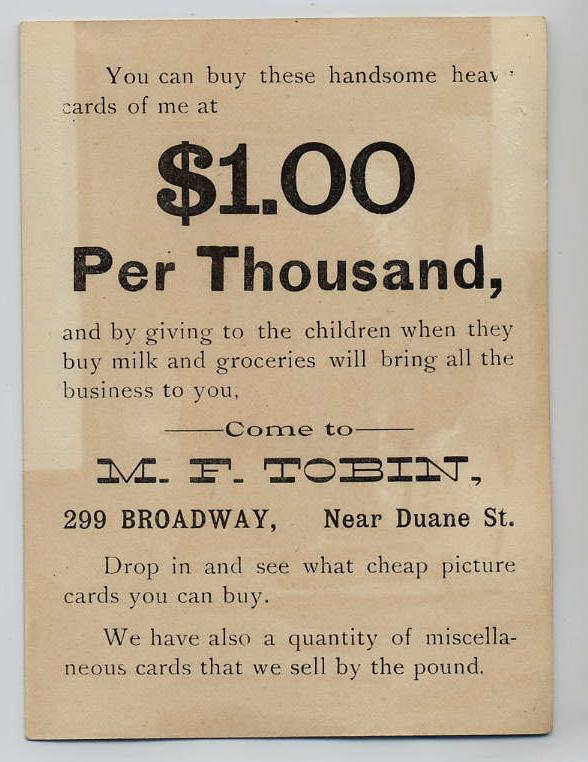 You can buy these handsome heavy
cards of me at
$1.00
Per Thousand,
and by giving to the children when they
buy milk and groceries will bring all the
business to you,
Come to
M. F. TOBIN,
299 BROADWAY, Near Duane St.
Drop in and see what cheap picture
cards you can buy.
We have also a quantity of miscella-
neous cards that we sell by the pound.